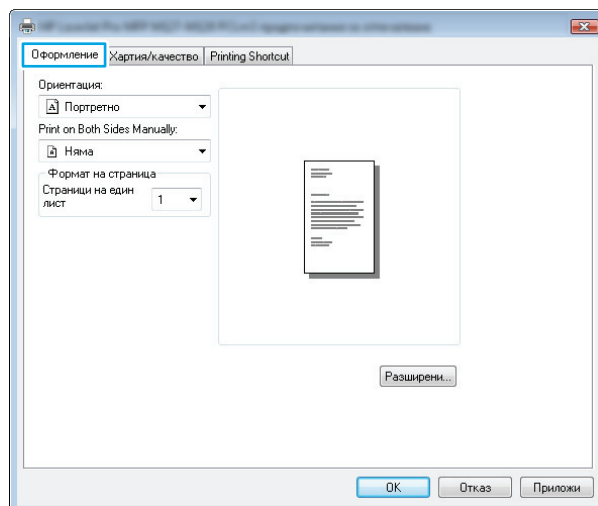 Оформление Хартия/качество Printing Shortcut
Ориентация:
Портретно
Print on Both Sides Manually:
Няма
Формат на страница
Страници на един
лист
1
Разширени...
OK Отказ Приложи